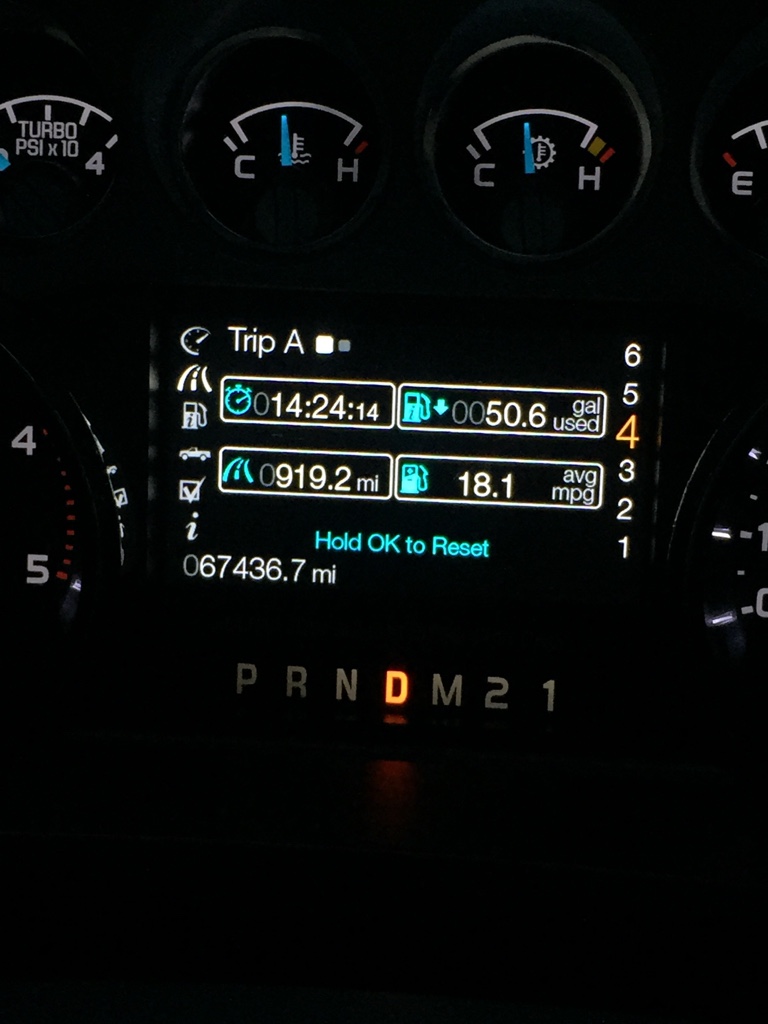 TURBO
PSI x 10
4
C H
C H
E
Trip A
014:24:14
0050.6 gal used
0919.2 mi
18.1 avg mpg
Hold OK to Reset
067436.7 mi
6
5
4
3
2
1
4
5
P R N D M 2 1